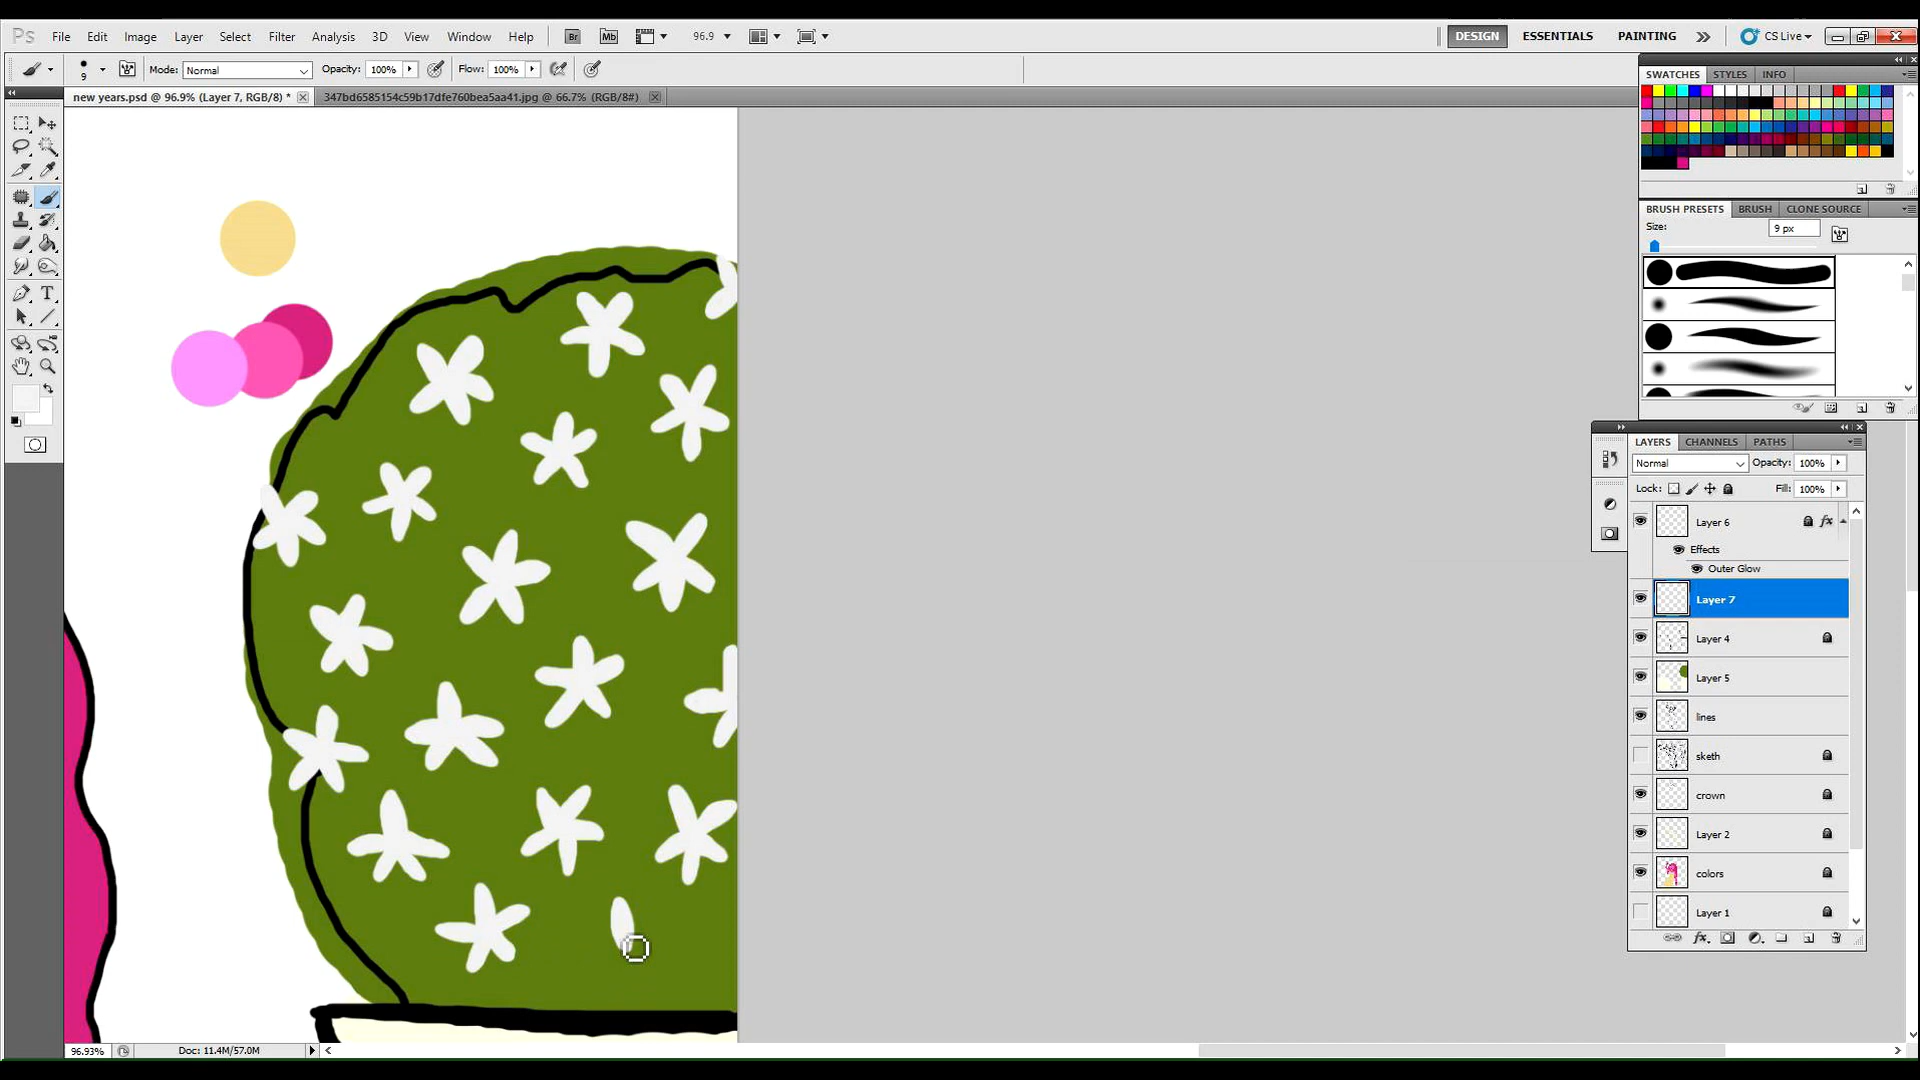 Ps File Edit Image Layer Select Filter Analysis 3D View Window Help Br Mb 96.9 DESIGN ESSENTIALS PAINTING CS Live
9 Mode: Normal Opacity: 100% Flow: 100%
new years.psd @ 96.9% (Layer 7, RGB/8) * 347bd6585154c59b17dfe760bea5aa41.jpg @ 66.7% (RGB/8#)
SWATCHES STYLES INFO
BRUSH PRESETS BRUSH CLONE SOURCE
Size: 9 px
LAYERS CHANNELS PATHS
Normal Opacity: 100%
Lock: Fill: 100%
Layer 6 fx
Effects
Outer Glow
Layer 7
Layer 4
Layer 5
lines
sketh
crown
Layer 2
colors
Layer 1
fx
96.93% Doc: 11.4M/57.0M